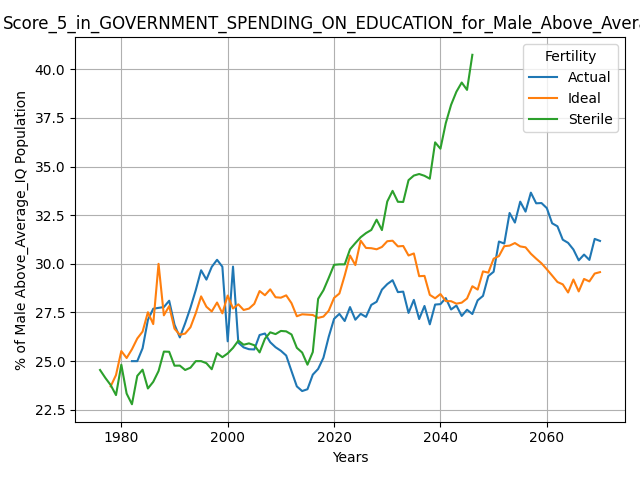 Score_5_in_GOVERNMENT_SPENDING_ON_EDUCATION_for_Male_Above_Avera
Fertility
Actual
Ideal
Sterile
% of Male Above_Average_IQ Population
40.0
37.5
35.0
32.5
30.0
27.5
25.0
22.5
1980
2000
2020
2040
2060
Years